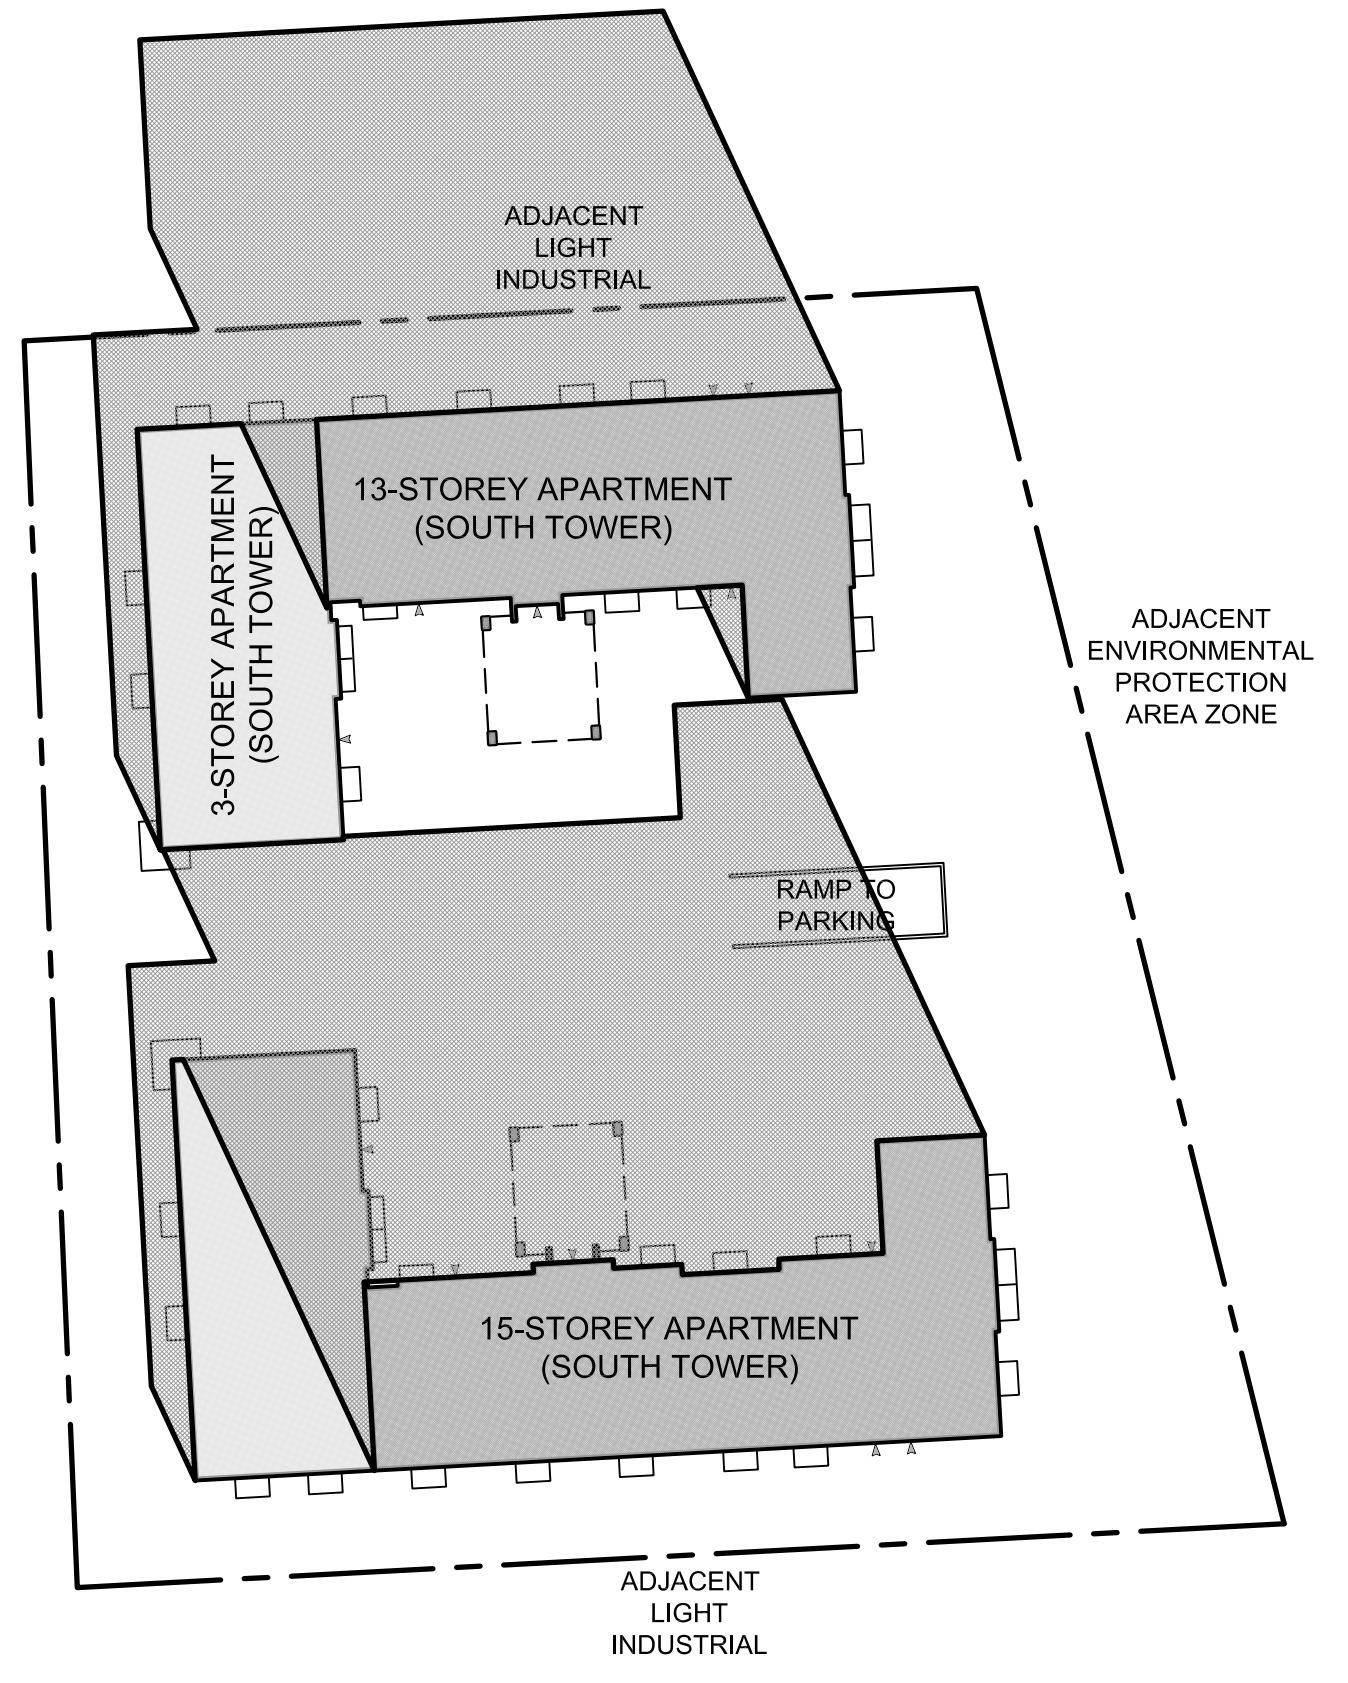 ADJACENT
LIGHT
INDUSTRIAL
13-STOREY APARTMENT
(SOUTH TOWER)
3-STOREY APARTMENT
(SOUTH TOWER)
ADJACENT
ENVIRONMENTAL
PROTECTION
AREA ZONE
RAMP TO
PARKING
15-STOREY APARTMENT
(SOUTH TOWER)
ADJACENT
LIGHT
INDUSTRIAL